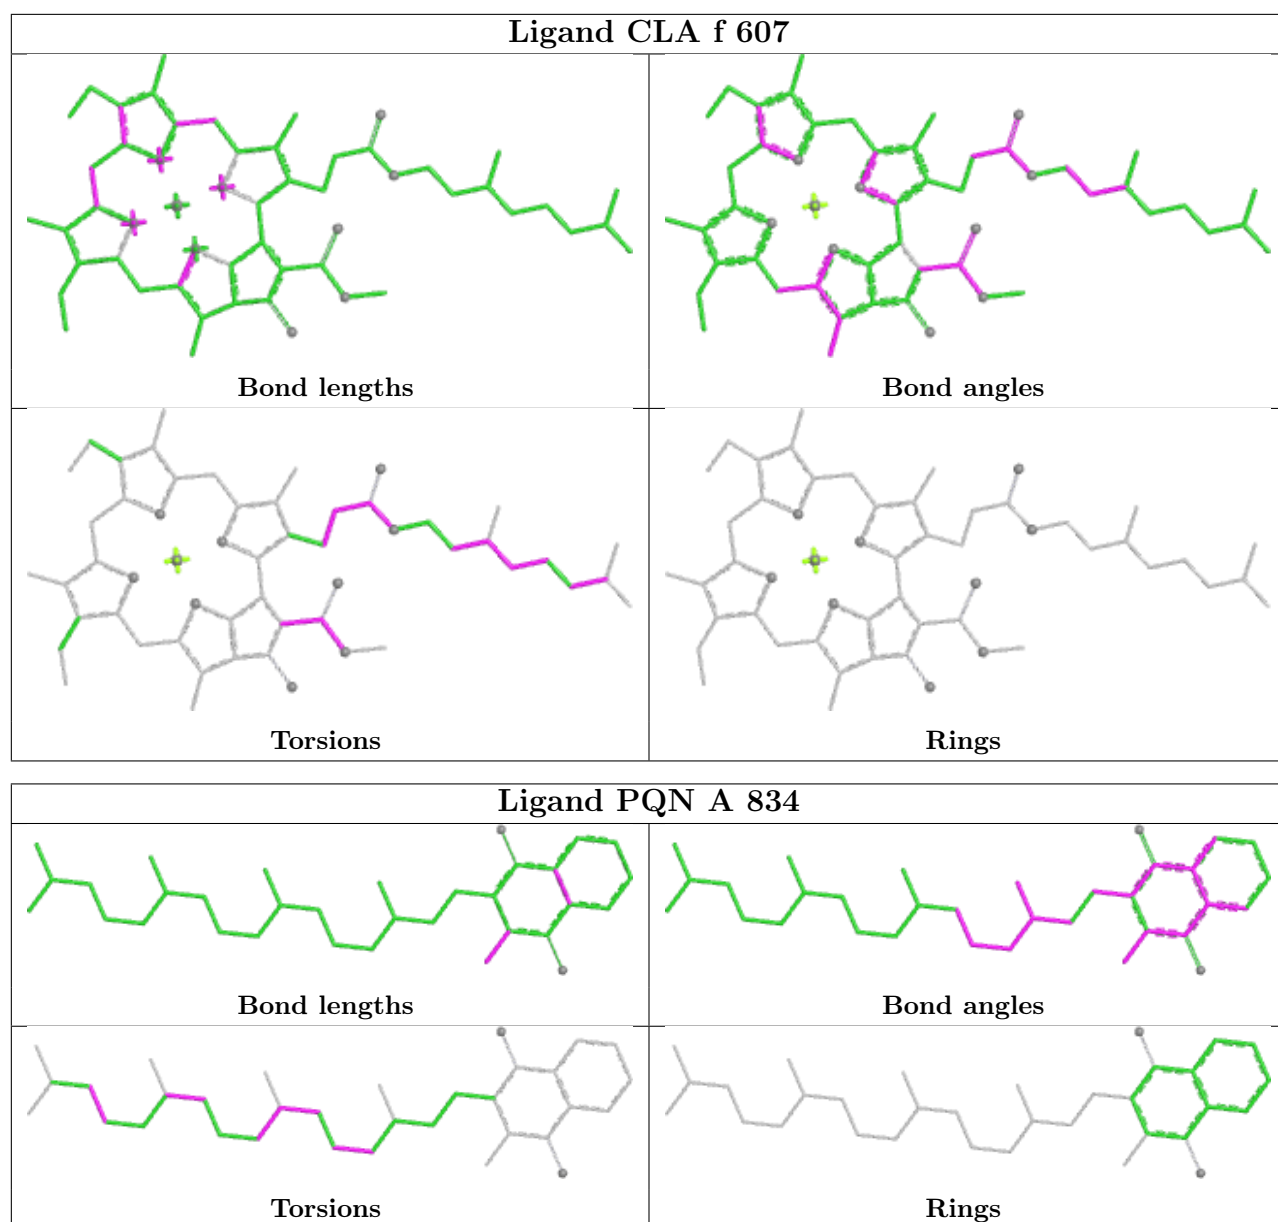 Ligand CLA f 607
Bond lengths
Bond angles
Torsions
Rings
Ligand PQN A 834
Bond lengths
Bond angles
Torsions
Rings